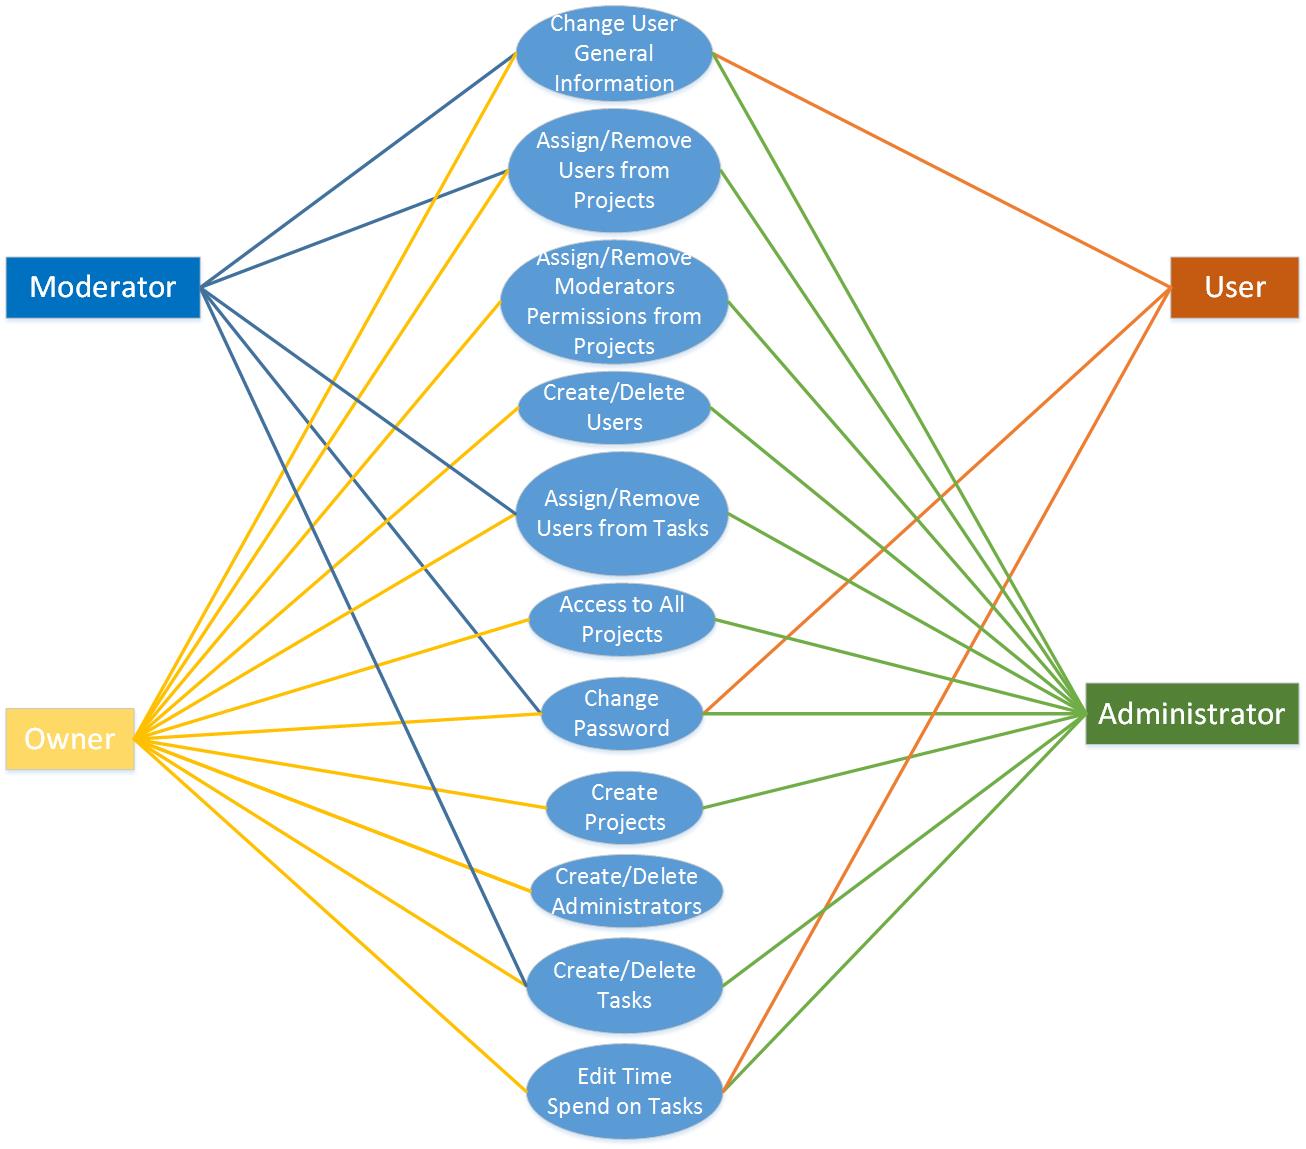 Change User
General
Information
Assign/Remove
Users from
Projects
Assign/Remove
Moderators
Permissions from
Projects
Moderator
User
Create/Delete
Users
Assign/Remove
Users from Tasks
Access to All
Projects
Change
Password
Owner
Administrator
Create
Projects
Create/Delete
Administrators
Create/Delete
Tasks
Edit Time
Spend on Tasks